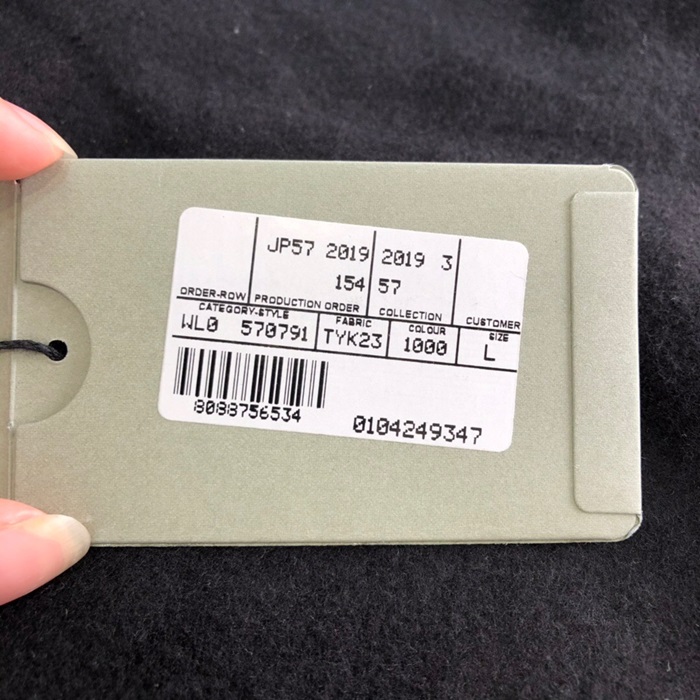 JP57 2019 2019 3
154 57
ORDER-ROW PRODUCTION ORDER COLLECTION CUSTOMER
CATEGORY-STYLE FABRIC COLOUR SIZE
WL0 570791 TYK23 1000 L
8088756534 0104249347